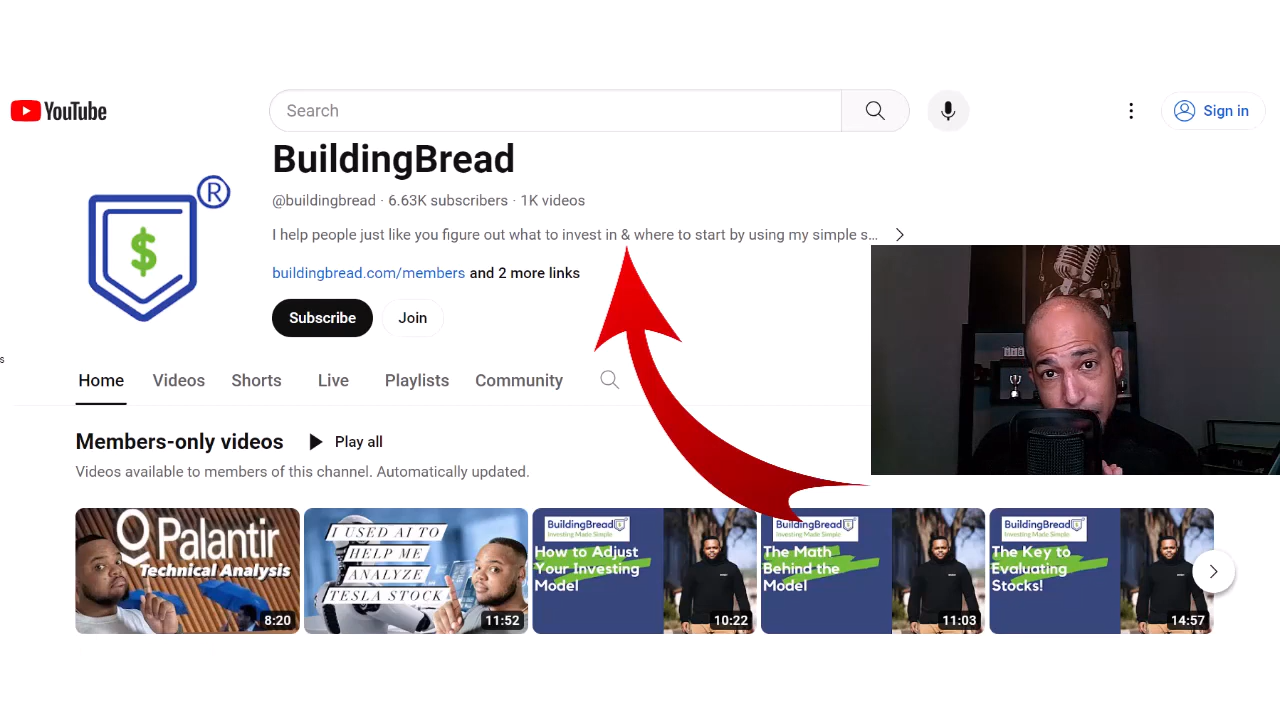 YouTube
Search
Sign in
BuildingBread
@buildingbread · 6.63K subscribers · 1K videos
I help people just like you figure out what to invest in & where to start by using my simple s...
buildingbread.com/members and 2 more links
Subscribe
Join
$
®
s
Home
Videos
Shorts
Live
Playlists
Community
Members-only videos
Play all
Videos available to members of this channel. Automatically updated.
Palantir
Technical Analysis
8:20
I USED AI TO
HELP ME
ANALYZE
TESLA STOCK
11:52
BuildingBread
Investing Made Simple
How to Adjust
Your Investing
Model
10:22
BuildingBread
Investing Made Simple
The Math
Behind the
Model
11:03
BuildingBread
Investing Made Simple
The Key to
Evaluating
Stocks!
14:57